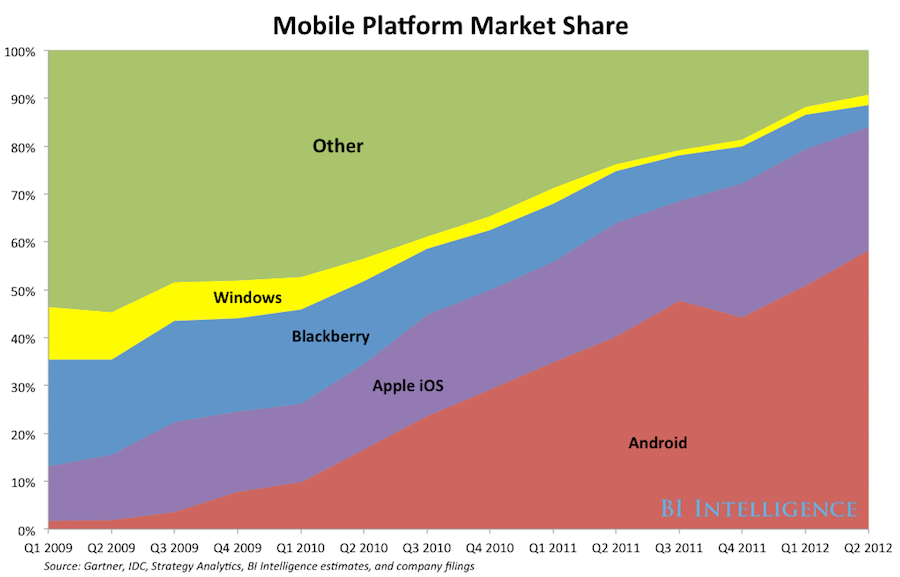 Mobile Platform Market Share
100%
90%
80%
70%
60%
50%
40%
30%
20%
10%
0%
Other
Windows
Blackberry
Apple iOS
Android
BI INTELLIGENCE
Q1 2009 Q2 2009 Q3 2009 Q4 2009 Q1 2010 Q2 2010 Q3 2010 Q4 2010 Q1 2011 Q2 2011 Q3 2011 Q4 2011 Q1 2012 Q2 2012
Source: Gartner, IDC, Strategy Analytics, BI Intelligence estimates, and company filings